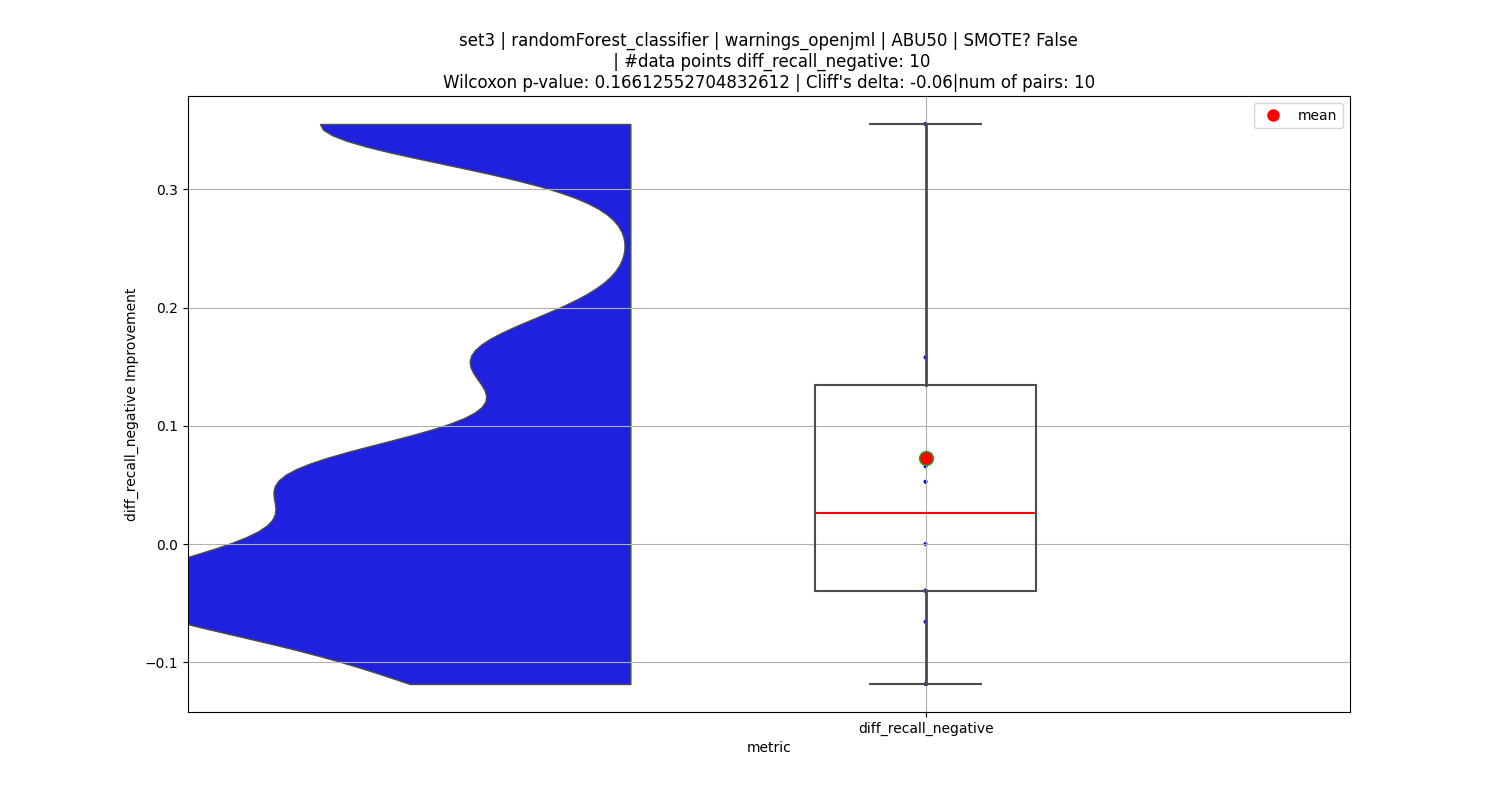 set3 | randomForest_classifier | warnings_openjml | ABU50 | SMOTE? False
| #data points diff_recall_negative: 10
Wilcoxon p-value: 0.16612552704832612 | Cliff's delta: -0.06|num of pairs: 10
mean
0.3
0.2
0.1
0.0
−0.1
diff_recall_negative Improvement
diff_recall_negative
metric